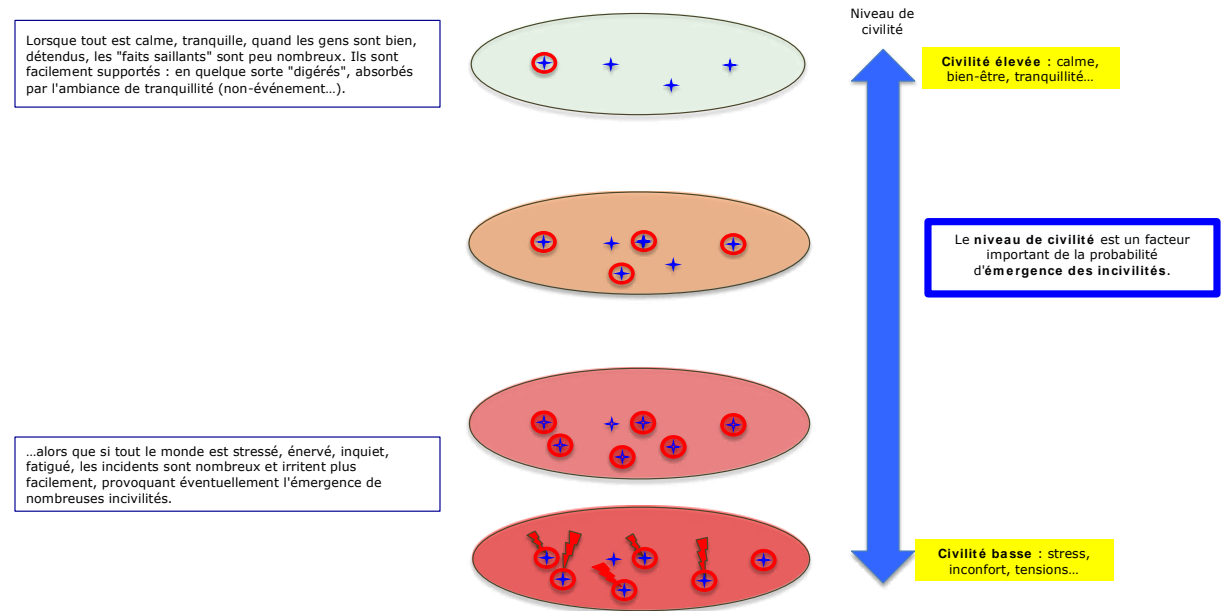 Lorsque tout est calme, tranquille, quand les gens sont bien,
détendus, les "faits saillants" sont peu nombreux. Ils sont
facilement supportés : en quelque sorte "digérés", absorbés
par l'ambiance de tranquillité (non-événement…).
Niveau de
civilité
Civilité élevée : calme,
bien-être, tranquillité…
Le niveau de civilité est un facteur
important de la probabilité
d'émergence des incivilités.
…alors que si tout le monde est stressé, énervé, inquiet,
fatigué, les incidents sont nombreux et irritent plus
facilement, provoquant éventuellement l'émergence de
nombreuses incivilités.
Civilité basse : stress,
inconfort, tensions…